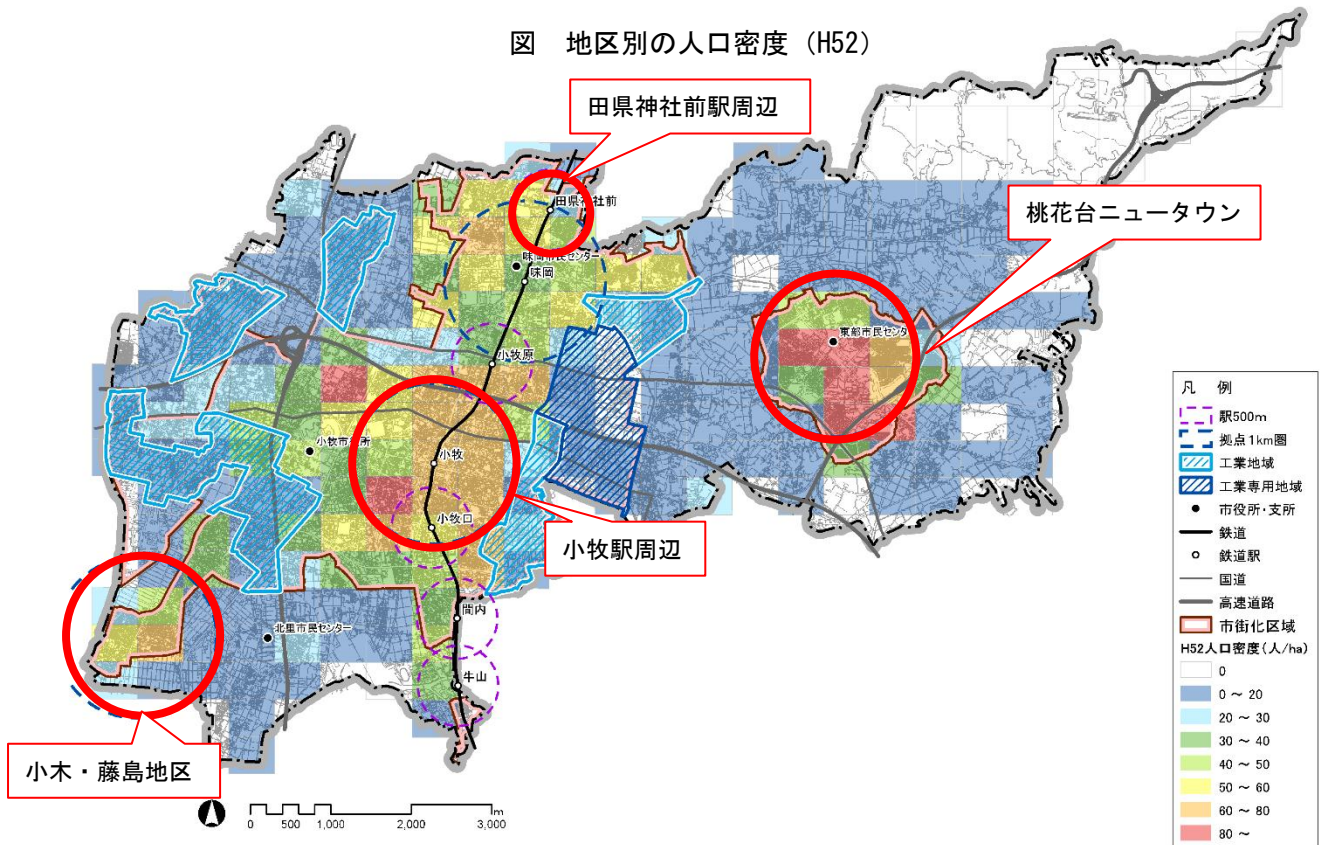 図 地区別の人口密度（H52）
田県神社前駅周辺
桃花台ニュータウン
田県神社前
味岡市民センター
味岡
東部市民センタ
小牧原
小牧市役所
小牧
小牧口
小牧駅周辺
間内
北里市民センター
牛山
小木・藤島地区
0 500 1,000 2,000 3,000
m
凡 例
駅500m
拠点1km圏
工業地域
工業専用地域
市役所・支所
鉄道
鉄道駅
国道
高速道路
市街化区域
H52人口密度(人/ha)
0
0 ～ 20
20 ～ 30
30 ～ 40
40 ～ 50
50 ～ 60
60 ～ 80
80 ～